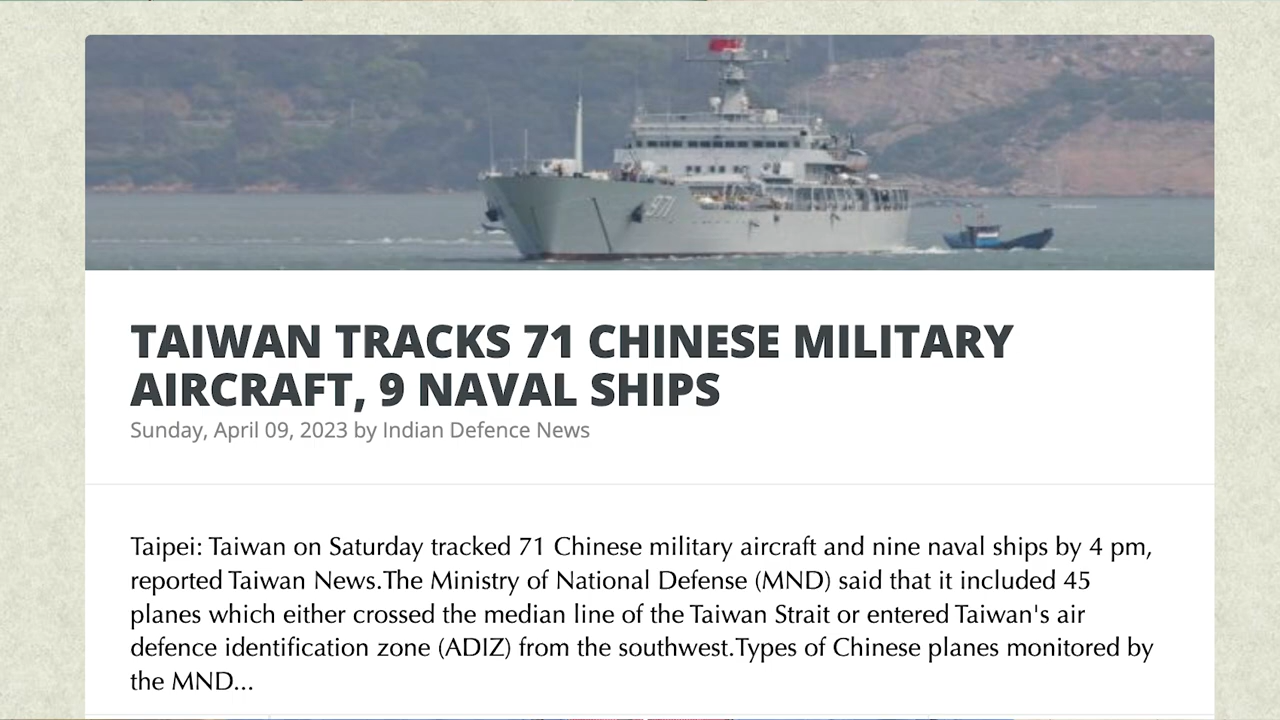 971
TAIWAN TRACKS 71 CHINESE MILITARY
AIRCRAFT, 9 NAVAL SHIPS
Sunday, April 09, 2023 by Indian Defence News
Taipei: Taiwan on Saturday tracked 71 Chinese military aircraft and nine naval ships by 4 pm,
reported Taiwan News.The Ministry of National Defense (MND) said that it included 45
planes which either crossed the median line of the Taiwan Strait or entered Taiwan's air
defence identification zone (ADIZ) from the southwest.Types of Chinese planes monitored by
the MND...